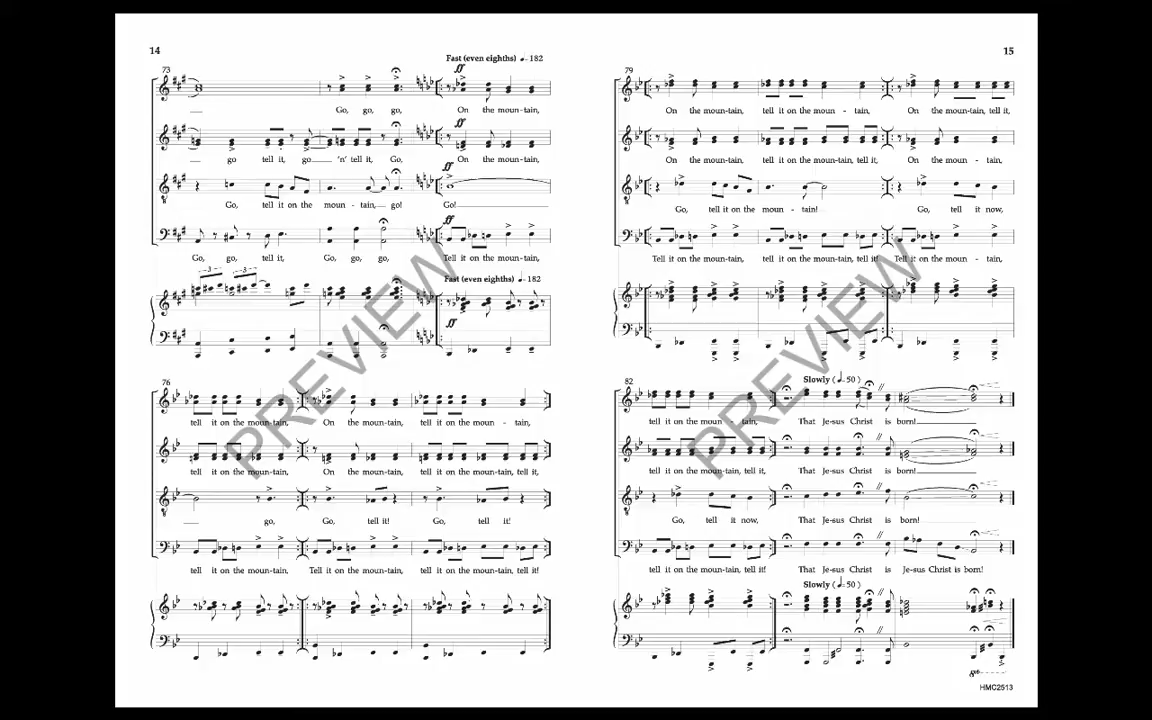 14
73
Fast (even eighths) ♩= 182
ff
Go, go, go, On the moun-tain,
ff
go tell it, go 'n' tell it, Go, On the moun-tain,
ff
Go, tell it on the moun - tain, go! Go!
ff
Go, go, tell it, Go, go, go, Tell it on the moun-tain,
3 3
Fast (even eighths) ♩= 182
ff
76
tell it on the moun-tain, On the moun-tain, tell it on the moun - tain,
tell it on the moun-tain, On the moun-tain, tell it on the moun-tain, tell it,
go, Go, tell it! Go, tell it!
tell it on the moun-tain, Tell it on the moun-tain, tell it on the moun-tain, tell it!
15
79
On the moun-tain, tell it on the moun - tain, On the moun-tain, tell it,
On the moun-tain, tell it on the moun-tain, tell it, On the moun - tain,
Go, tell it on the moun - tain! Go, tell it now,
Tell it on the moun-tain, tell it on the moun-tain, tell it! Tell it on the moun-tain,
82
Slowly (♩= 50)
tell it on the moun - tain, That Je-sus Christ is born!
tell it on the moun-tain, tell it, That Je-sus Christ is born!
Go, tell it now, That Je-sus Christ is born!
tell it on the moun-tain, tell it! That Je-sus Christ is Je-sus Christ is born!
Slowly (♩= 50)
8vb
HMC2513
PREVIEW
PREVIEW